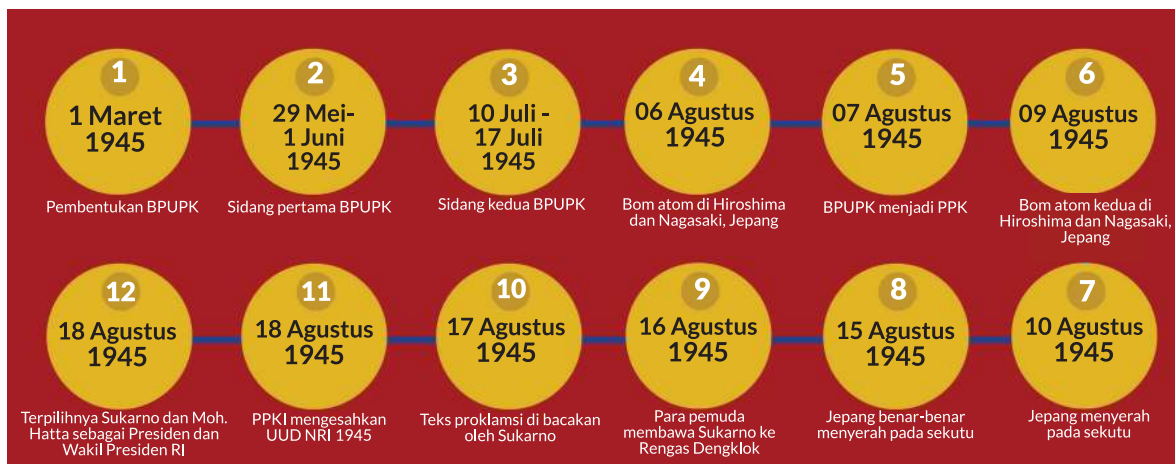 1
1 Maret
1945
Pembentukan BPUPK
2
29 Mei-
1 Juni
1945
Sidang pertama BPUPK
3
10 Juli -
17 Juli
1945
Sidang kedua BPUPK
4
06 Agustus
1945
Bom atom di Hiroshima
dan Nagasaki, Jepang
5
07 Agustus
1945
BPUPK menjadi PPK
6
09 Agustus
1945
Bom atom kedua di
Hiroshima dan Nagasaki,
Jepang
7
10 Agustus
1945
Jepang menyerah
pada sekutu
8
15 Agustus
1945
Jepang benar-benar
menyerah pada sekutu
9
16 Agustus
1945
Para pemuda
membawa Sukarno ke
Rengas Dengklok
10
17 Agustus
1945
Teks proklamsi di bacakan
oleh Sukarno
11
18 Agustus
1945
PPKI mengesahkan
UUD NRI 1945
12
18 Agustus
1945
Terpilihnya Sukarno dan Moh.
Hatta sebagai Presiden dan
Wakil Presiden RI